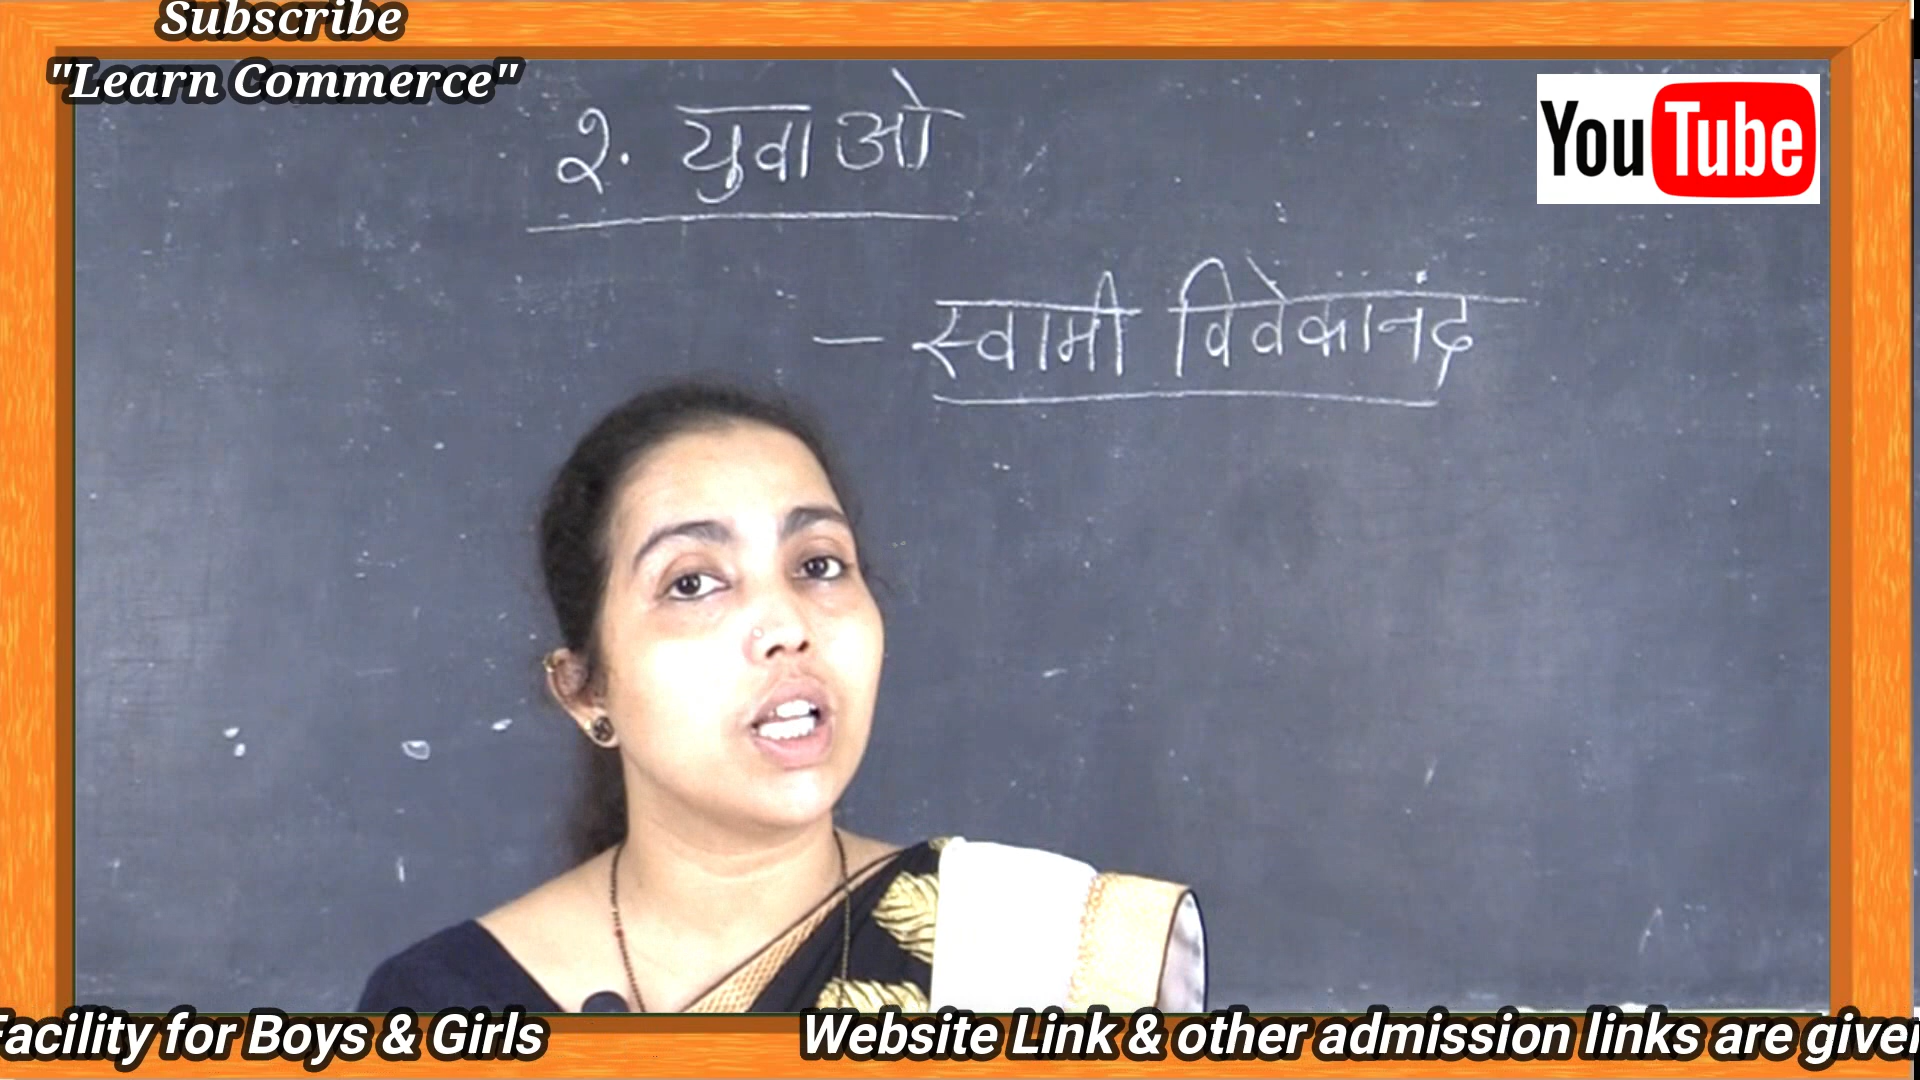 Subscribe
"Learn Commerce"
YouTube
२. युवाओ
– स्वामी विवेकानंद
Facility for Boys & Girls
Website Link & other admission links are given